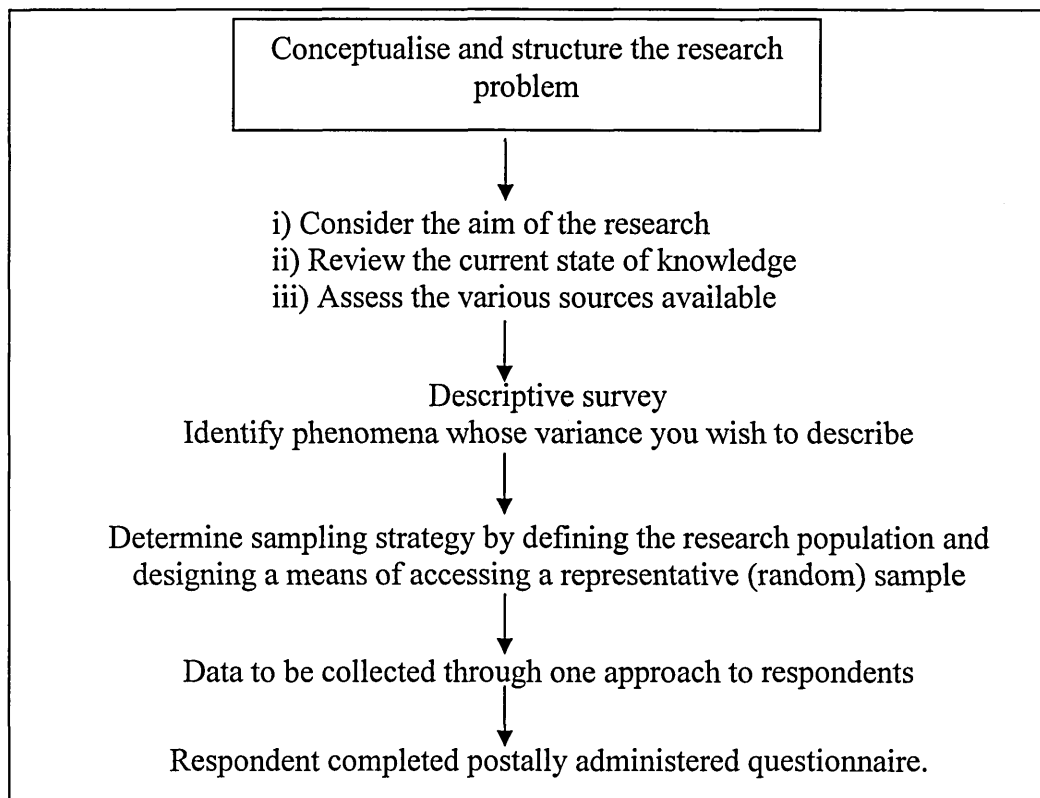 Conceptualise and structure the research
problem
i) Consider the aim of the research
ii) Review the current state of knowledge
iii) Assess the various sources available
Descriptive survey
Identify phenomena whose variance you wish to describe
Determine sampling strategy by defining the research population and
designing a means of accessing a representative (random) sample
Data to be collected through one approach to respondents
Respondent completed postally administered questionnaire.